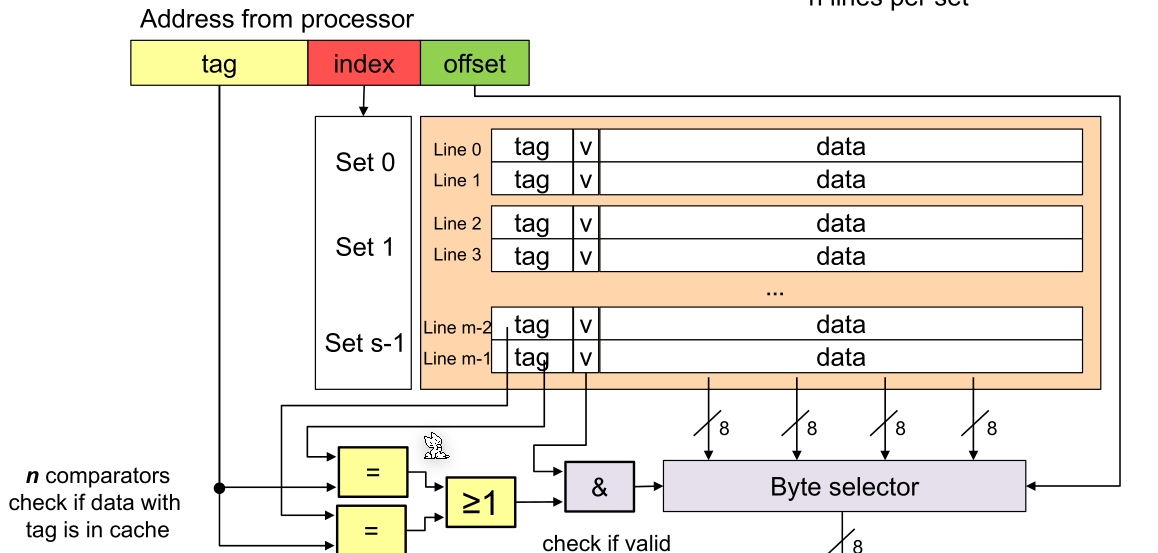 n lines per set
Address from processor
tag index offset
Set 0
Line 0 tag v data
Line 1 tag v data
Set 1
Line 2 tag v data
Line 3 tag v data
...
Set s-1
Line m-2 tag v data
Line m-1 tag v data
8 8 8 8
n comparators
check if data with
tag is in cache
=
=
≥1
&
Byte selector
check if valid
8